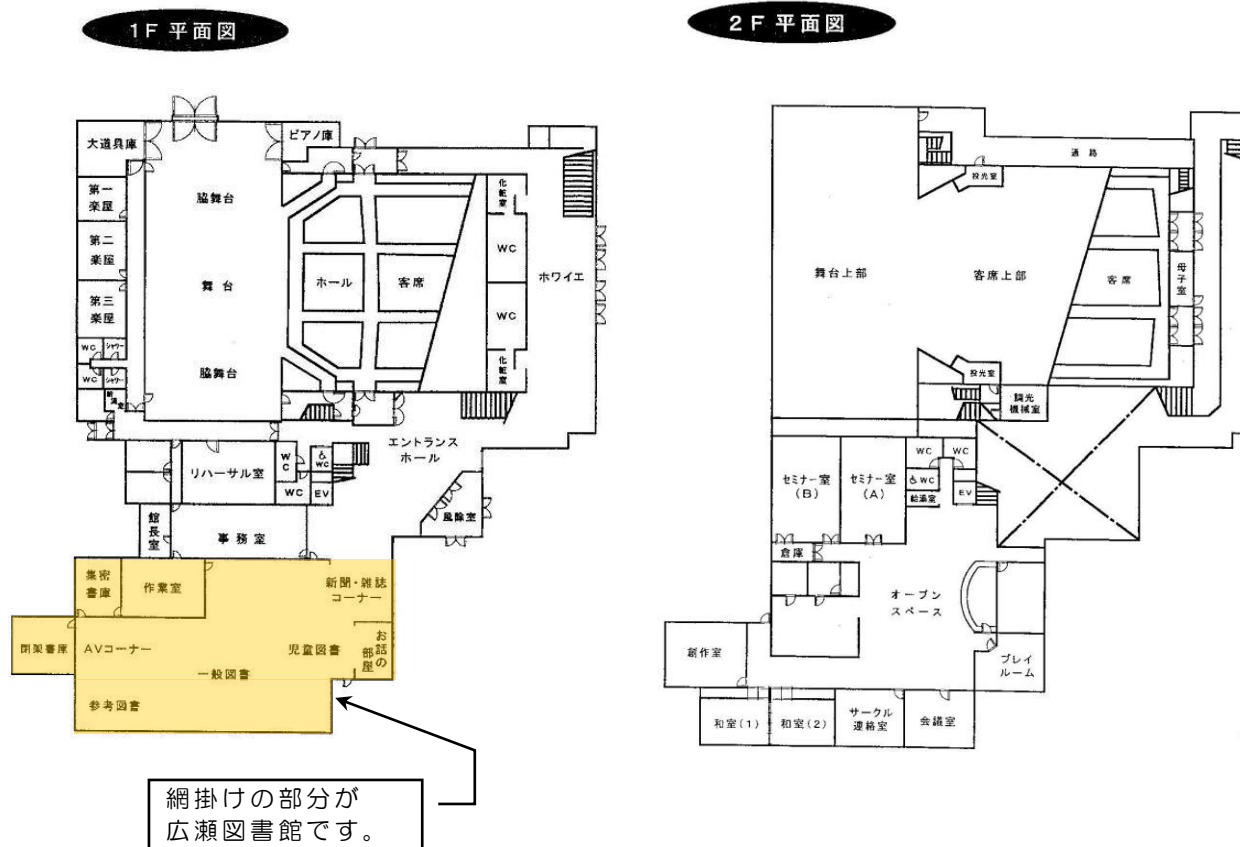 1F 平面図
大道具庫
ピアノ庫
第一
楽屋
脇舞台
化粧室
第二
楽屋
WC
舞台
ホール
客席
ホワイエ
第三
楽屋
WC
WC
シャワー
化粧室
脇舞台
WC
シャワー
給湯室
エントランス
ホール
リハーサル室
WC
WC
WC
EV
風除室
館長室
事務室
集密
書庫
作業室
新聞・雑誌
コーナー
閉架書庫
AVコーナー
児童図書
お話の
部屋
一般図書
参考図書
網掛けの部分が
広瀬図書館です。
2F 平面図
通路
投光室
舞台上部
客席上部
客席
母子室
投光室
調光
機械室
セミナー室
(B)
セミナー室
(A)
WC
WC
WC
給湯室
EV
倉庫
オープン
スペース
創作室
プレイ
ルーム
和室(1)
和室(2)
サークル
連絡室
会議室